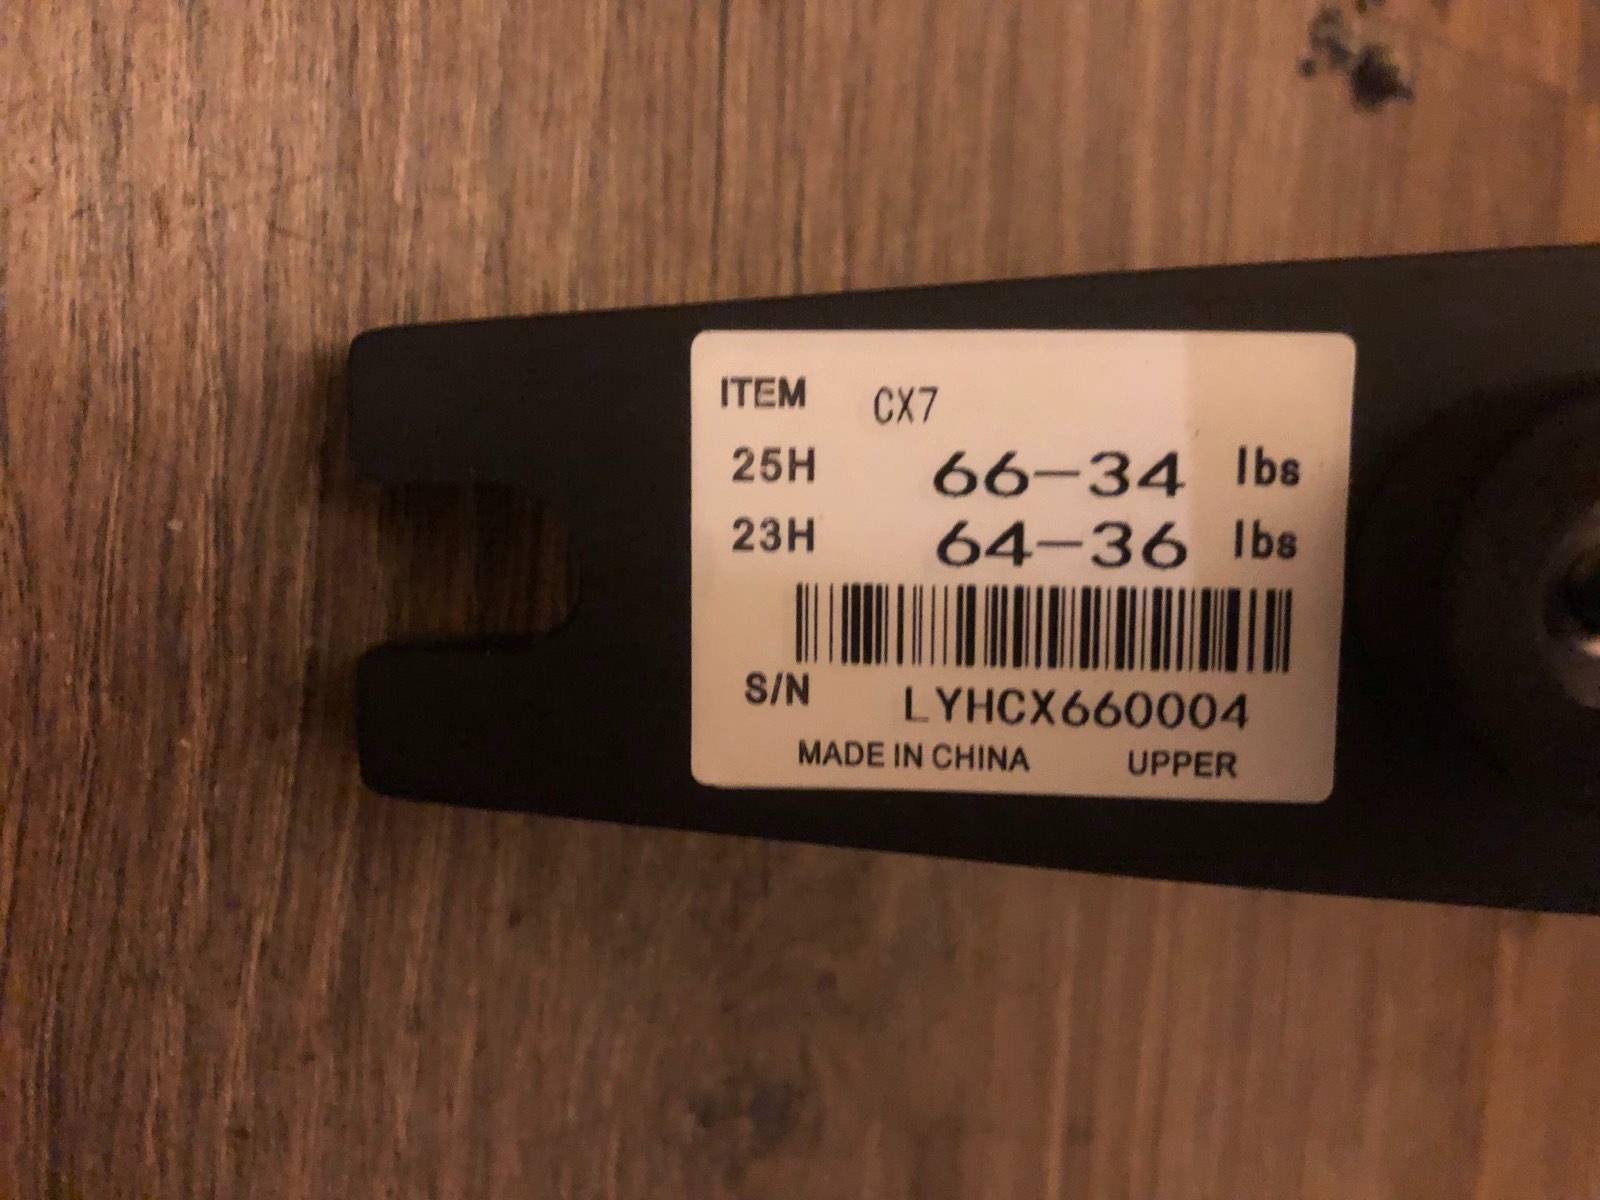 ITEM CX7
25H 66-34 lbs
23H 64-36 lbs
S/N LYHCX660004
MADE IN CHINA UPPER